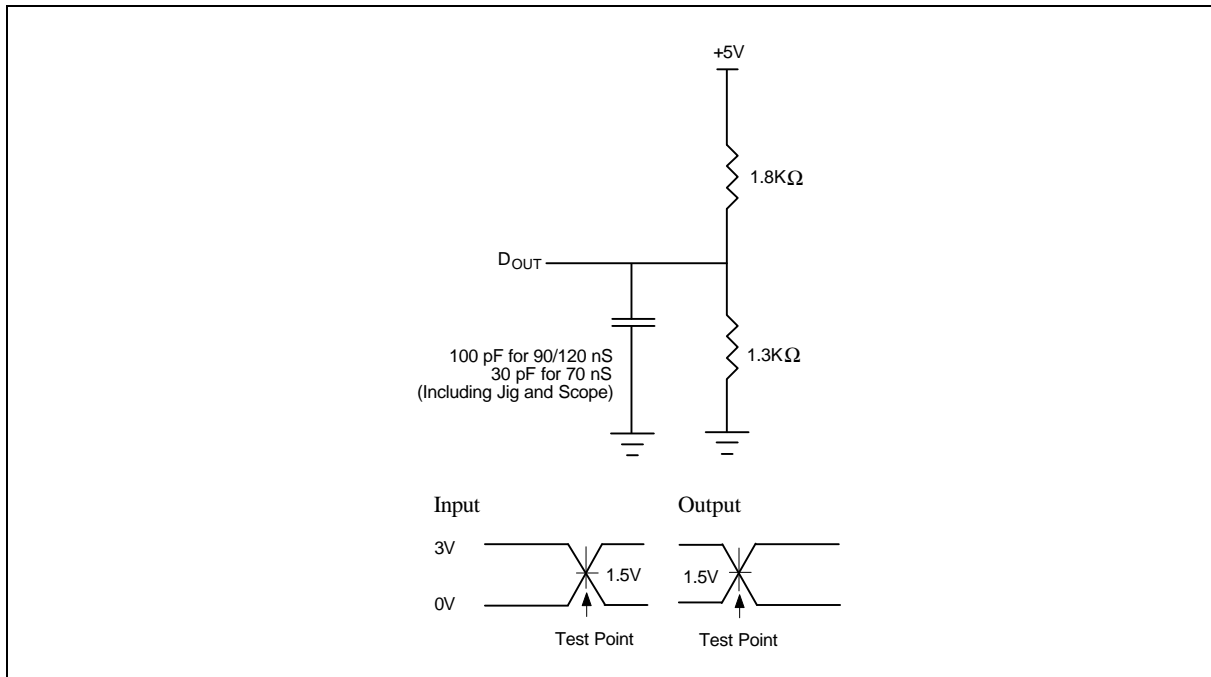 +5V
1.8KΩ
DOUT
100 pF for 90/120 nS
30 pF for 70 nS
(Including Jig and Scope)
1.3KΩ
Input
Output
3V
1.5V
1.5V
0V
Test Point
Test Point